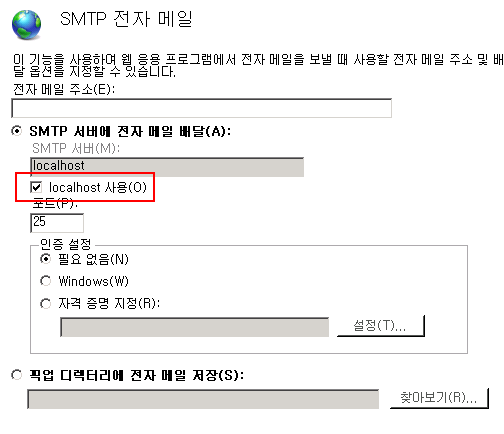 SMTP 전자 메일
이 기능을 사용하여 웹 응용 프로그램에서 전자 메일을 보낼 때 사용할 전자 메일 주소 및 배
달 옵션을 지정할 수 있습니다.
전자 메일 주소(E):
SMTP 서버에 전자 메일 배달(A):
SMTP 서버(M):
localhost
localhost 사용(O)
포트(P):
25
인증 설정
필요 없음(N)
Windows(W)
자격 증명 지정(R):
설정(T)...
픽업 디렉터리에 전자 메일 저장(S):
찾아보기(R)...